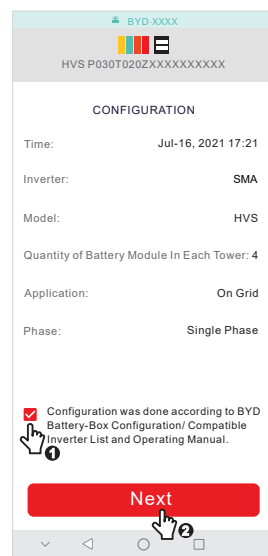 BYD-XXXX
HVS P030T020ZXXXXXXXXXX
CONFIGURATION
Time: Jul-16, 2021 17:21
Inverter: SMA
Model: HVS
Quantity of Battery Module In Each Tower: 4
Application: On Grid
Phase: Single Phase
Configuration was done according to BYD
Battery-Box Configuration/ Compatible
Inverter List and Operating Manual.
1
Next
2